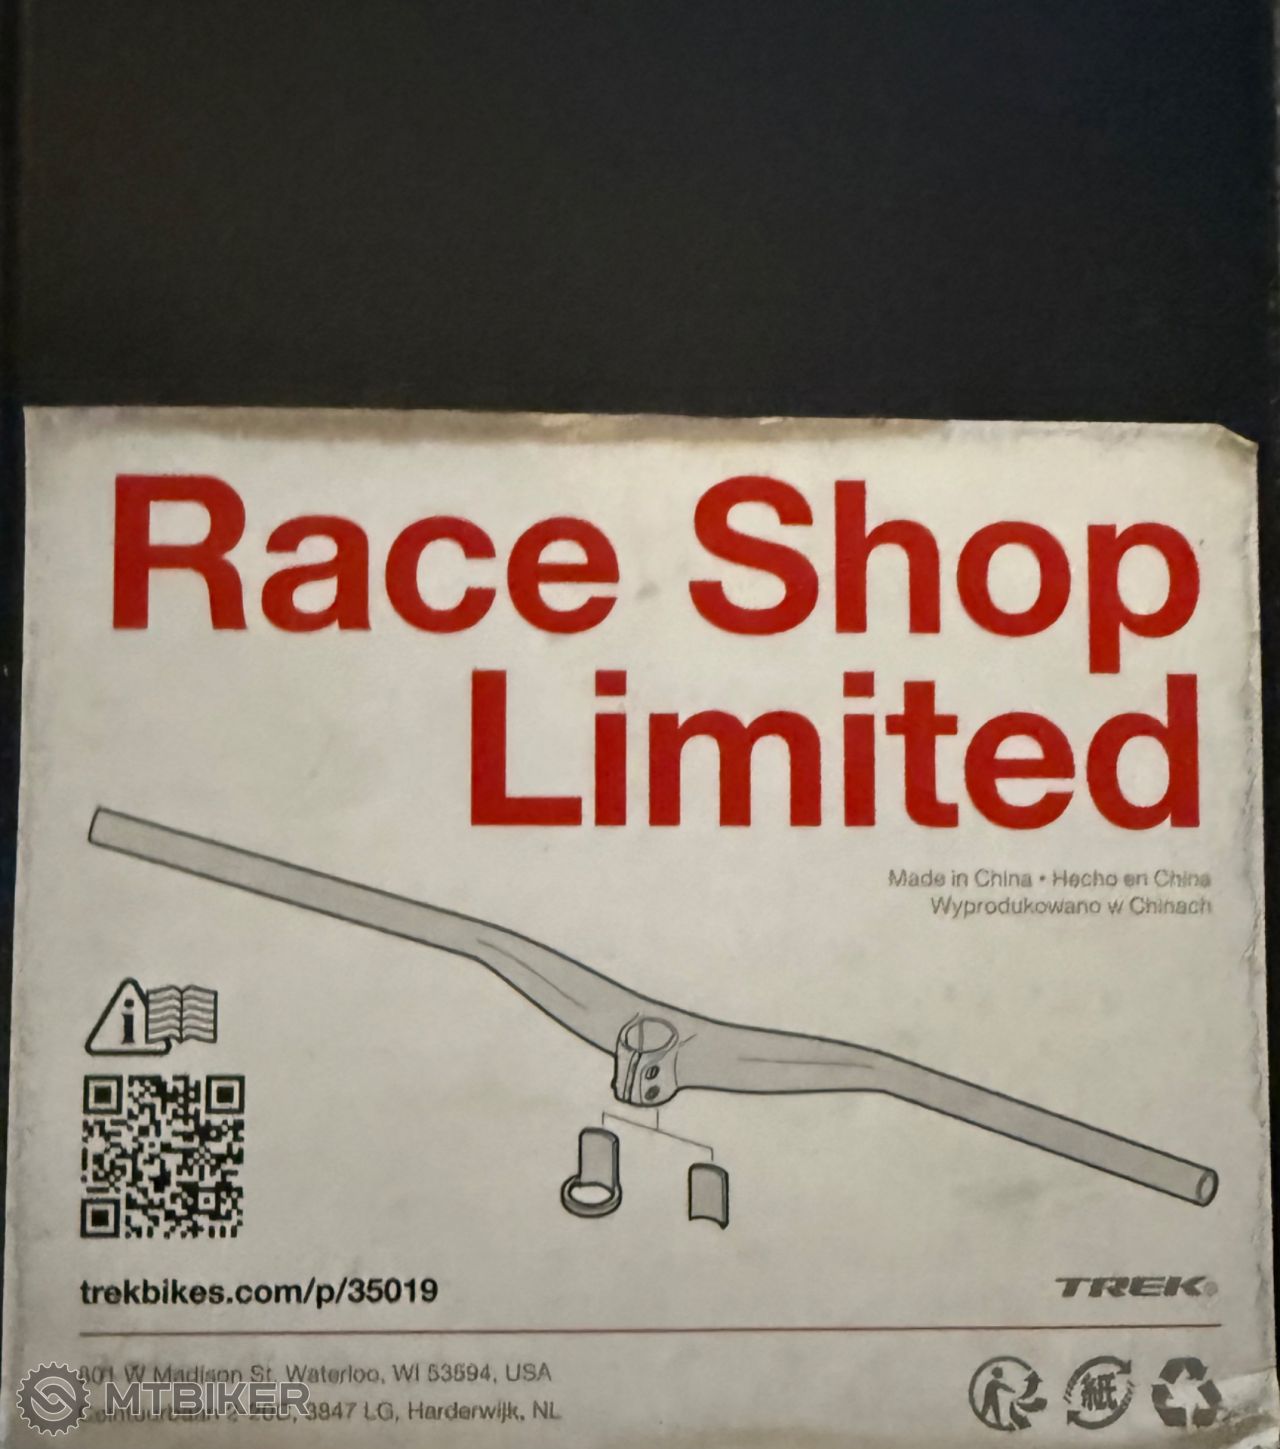 Race Shop
Limited
Made in China • Hecho en China
Wyprodukowano w Chinach
i
trekbikes.com/p/35019
TREK
801 W Madison St, Waterloo, WI 53594, USA
3847 LG, Harderwijk, NL
MTBIKER
紙